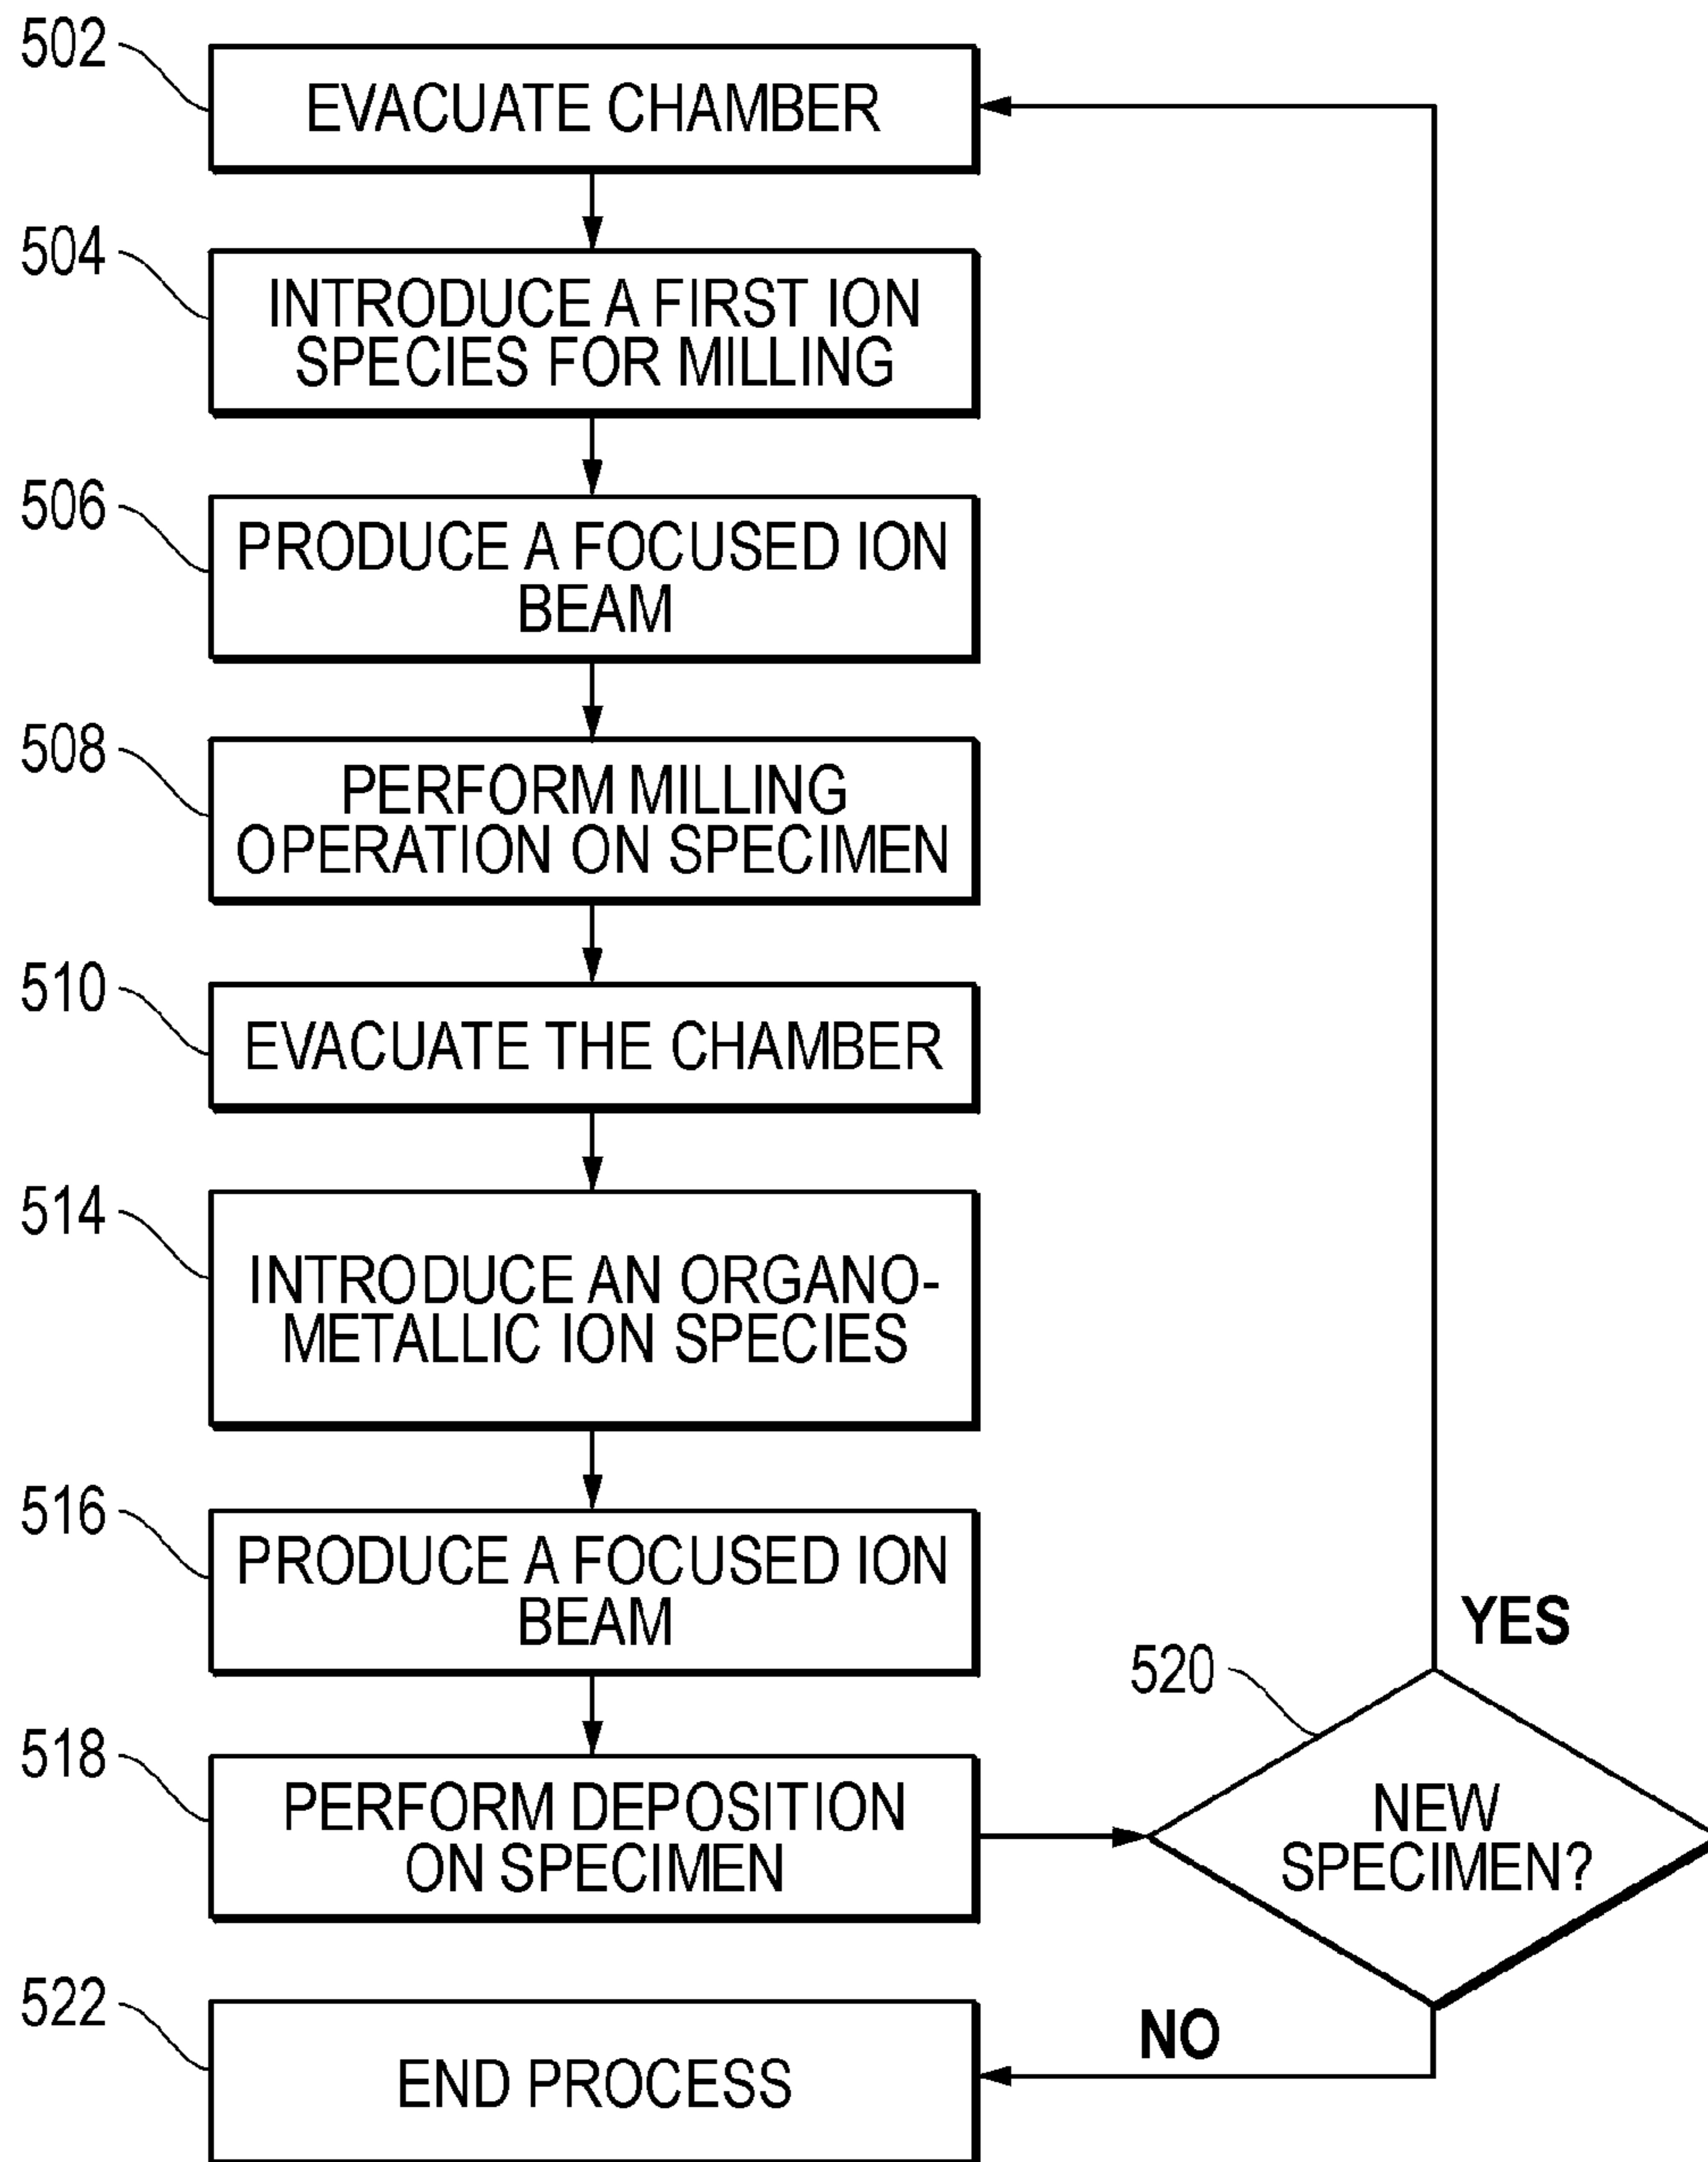 502
EVACUATE CHAMBER
504
INTRODUCE A FIRST ION
SPECIES FOR MILLING
506
PRODUCE A FOCUSED ION
BEAM
508
PERFORM MILLING
OPERATION ON SPECIMEN
510
EVACUATE THE CHAMBER
514
INTRODUCE AN ORGANO-
METALLIC ION SPECIES
516
PRODUCE A FOCUSED ION
BEAM
518
PERFORM DEPOSITION
ON SPECIMEN
520
NEW
SPECIMEN?
YES
NO
522
END PROCESS